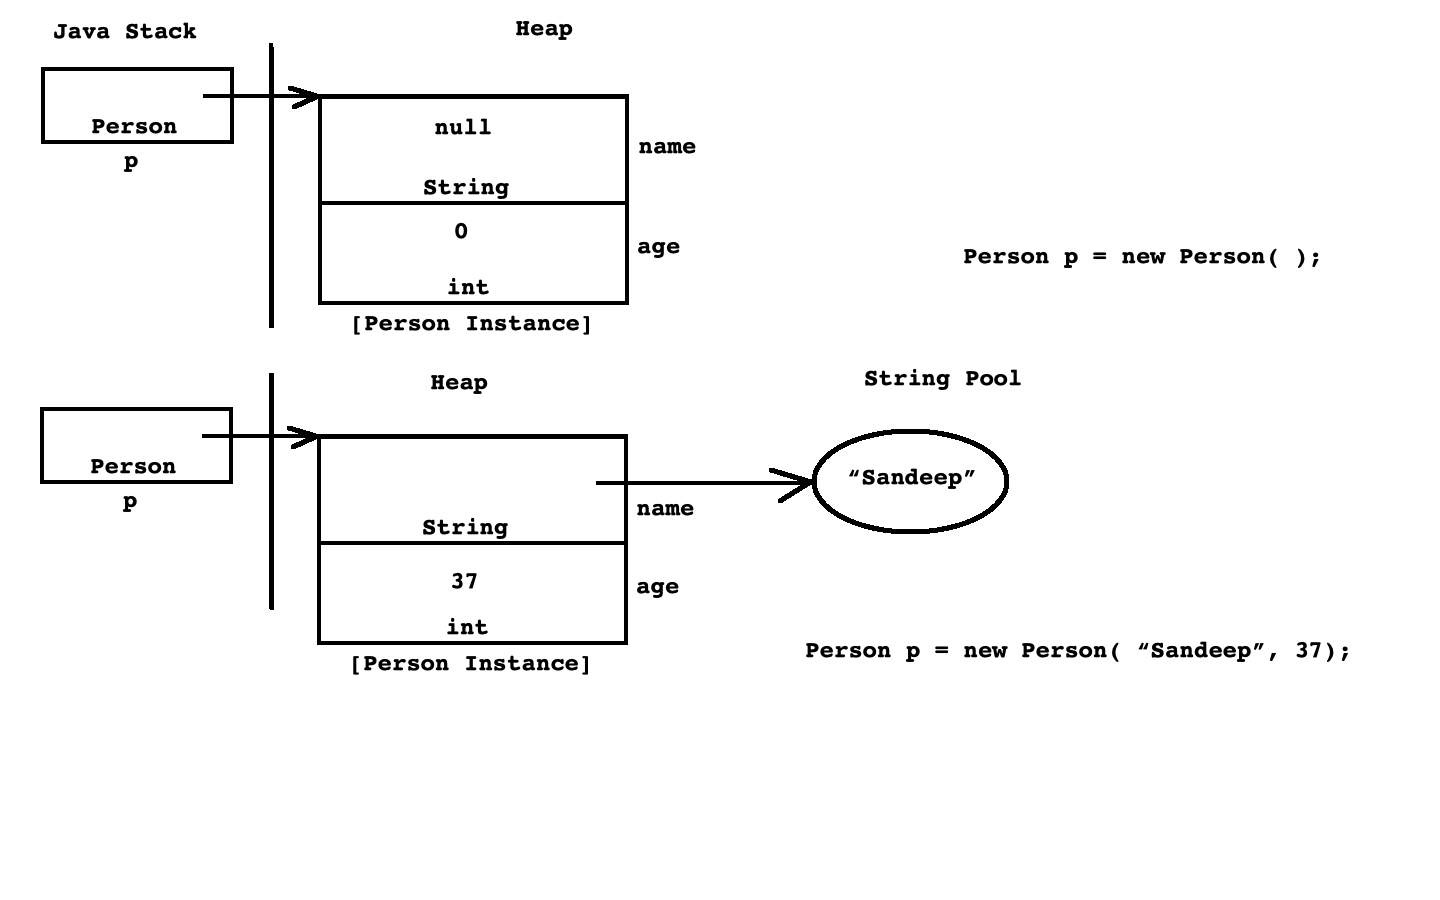 Java Stack
Heap
Person
p
null
String
name
0
int
age
[Person Instance]
Person p = new Person( );
Heap
String Pool
Person
p
String
name
“Sandeep”
37
int
age
[Person Instance]
Person p = new Person( “Sandeep”, 37);